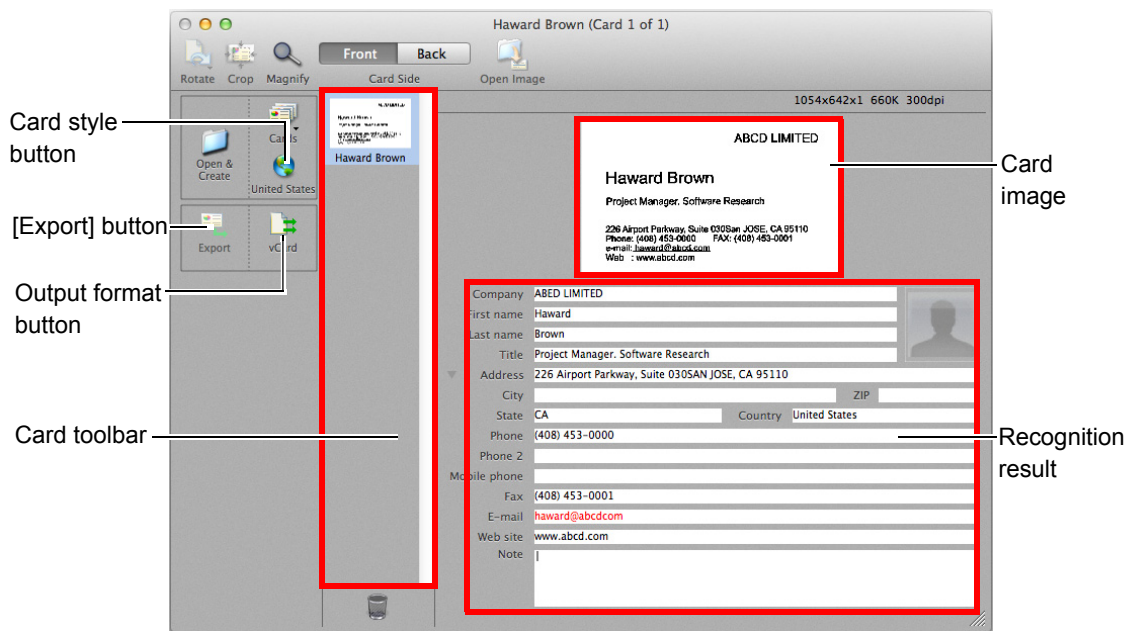 Haward Brown (Card 1 of 1)
Front Back
Rotate Crop Magnify Card Side Open Image
1054x642x1 660K 300dpi
Card style
button
Cards
Open &
Create
United States
[Export] button
Export
vCard
Output format
button
Card toolbar
ABCD LIMITED
Haward Brown
Haward Brown
ABCD LIMITED
Haward Brown
Project Manager. Software Research
226 Airport Parkway, Suite 030San JOSE, CA 95110
Phone: (408) 453-0000 FAX: (408) 453-0001
e-mail: haward@abcd.com
Web : www.abcd.com
Card
image
Company ABED LIMITED
First name Haward
Last name Brown
Title Project Manager. Software Research
Address 226 Airport Parkway, Suite 030SAN JOSE, CA 95110
City ZIP
State CA Country United States
Phone (408) 453-0000
Phone 2
Mobile phone
Fax (408) 453-0001
E-mail haward@abcdcom
Web site www.abcd.com
Note
Recognition
result